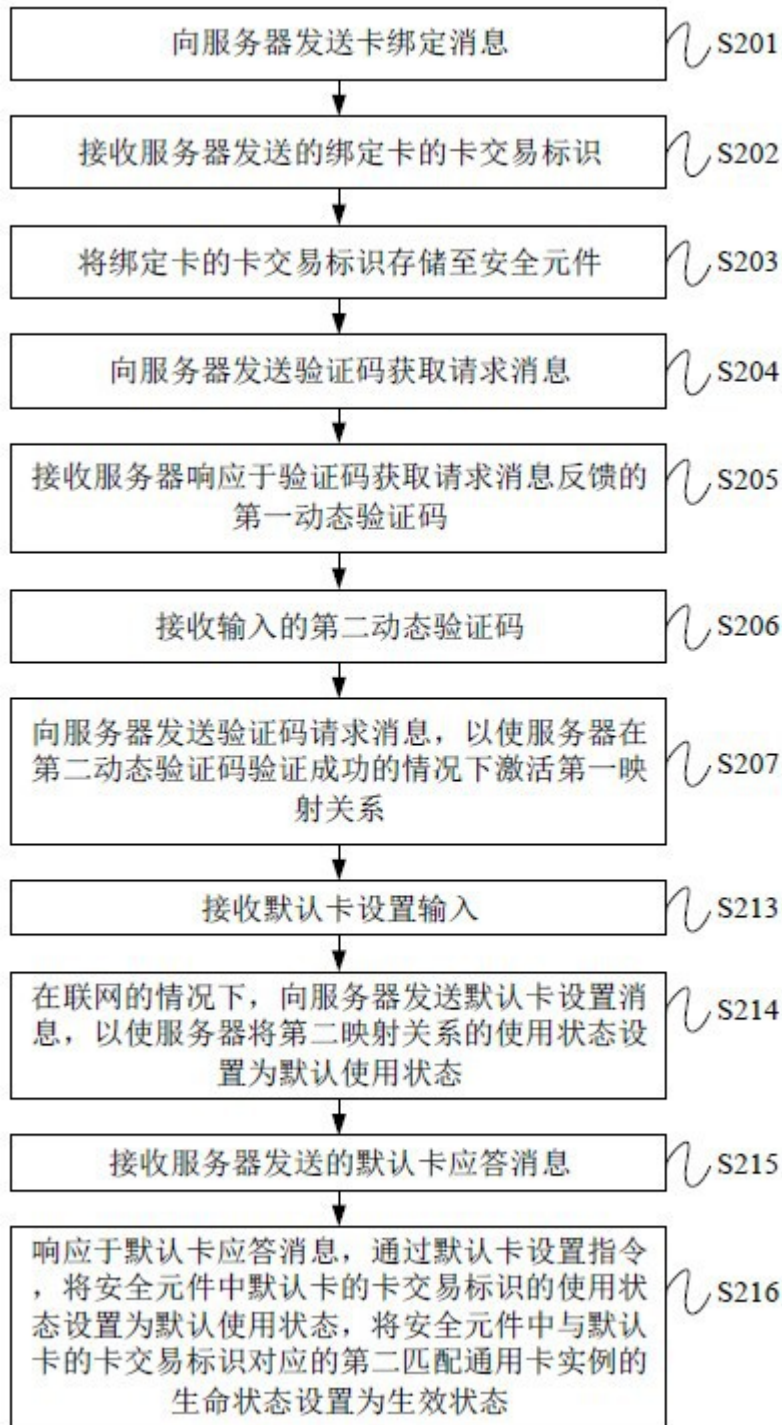 向服务器发送卡绑定消息
S201
接收服务器发送的绑定卡的卡交易标识
S202
将绑定卡的卡交易标识存储至安全元件
S203
向服务器发送验证码获取请求消息
S204
接收服务器响应于验证码获取请求消息反馈的
第一动态验证码
S205
接收输入的第二动态验证码
S206
向服务器发送验证码请求消息，以使服务器在
第二动态验证码验证成功的情况下激活第一映
射关系
S207
接收默认卡设置输入
S213
在联网的情况下，向服务器发送默认卡设置消
息，以使服务器将第二映射关系的使用状态设
置为默认使用状态
S214
接收服务器发送的默认卡应答消息
S215
响应于默认卡应答消息，通过默认卡设置指令
，将安全元件中默认卡的卡交易标识的使用状
态设置为默认使用状态，将安全元件中与默认
卡的卡交易标识对应的第二匹配通用卡实例的
生命状态设置为生效状态
S216